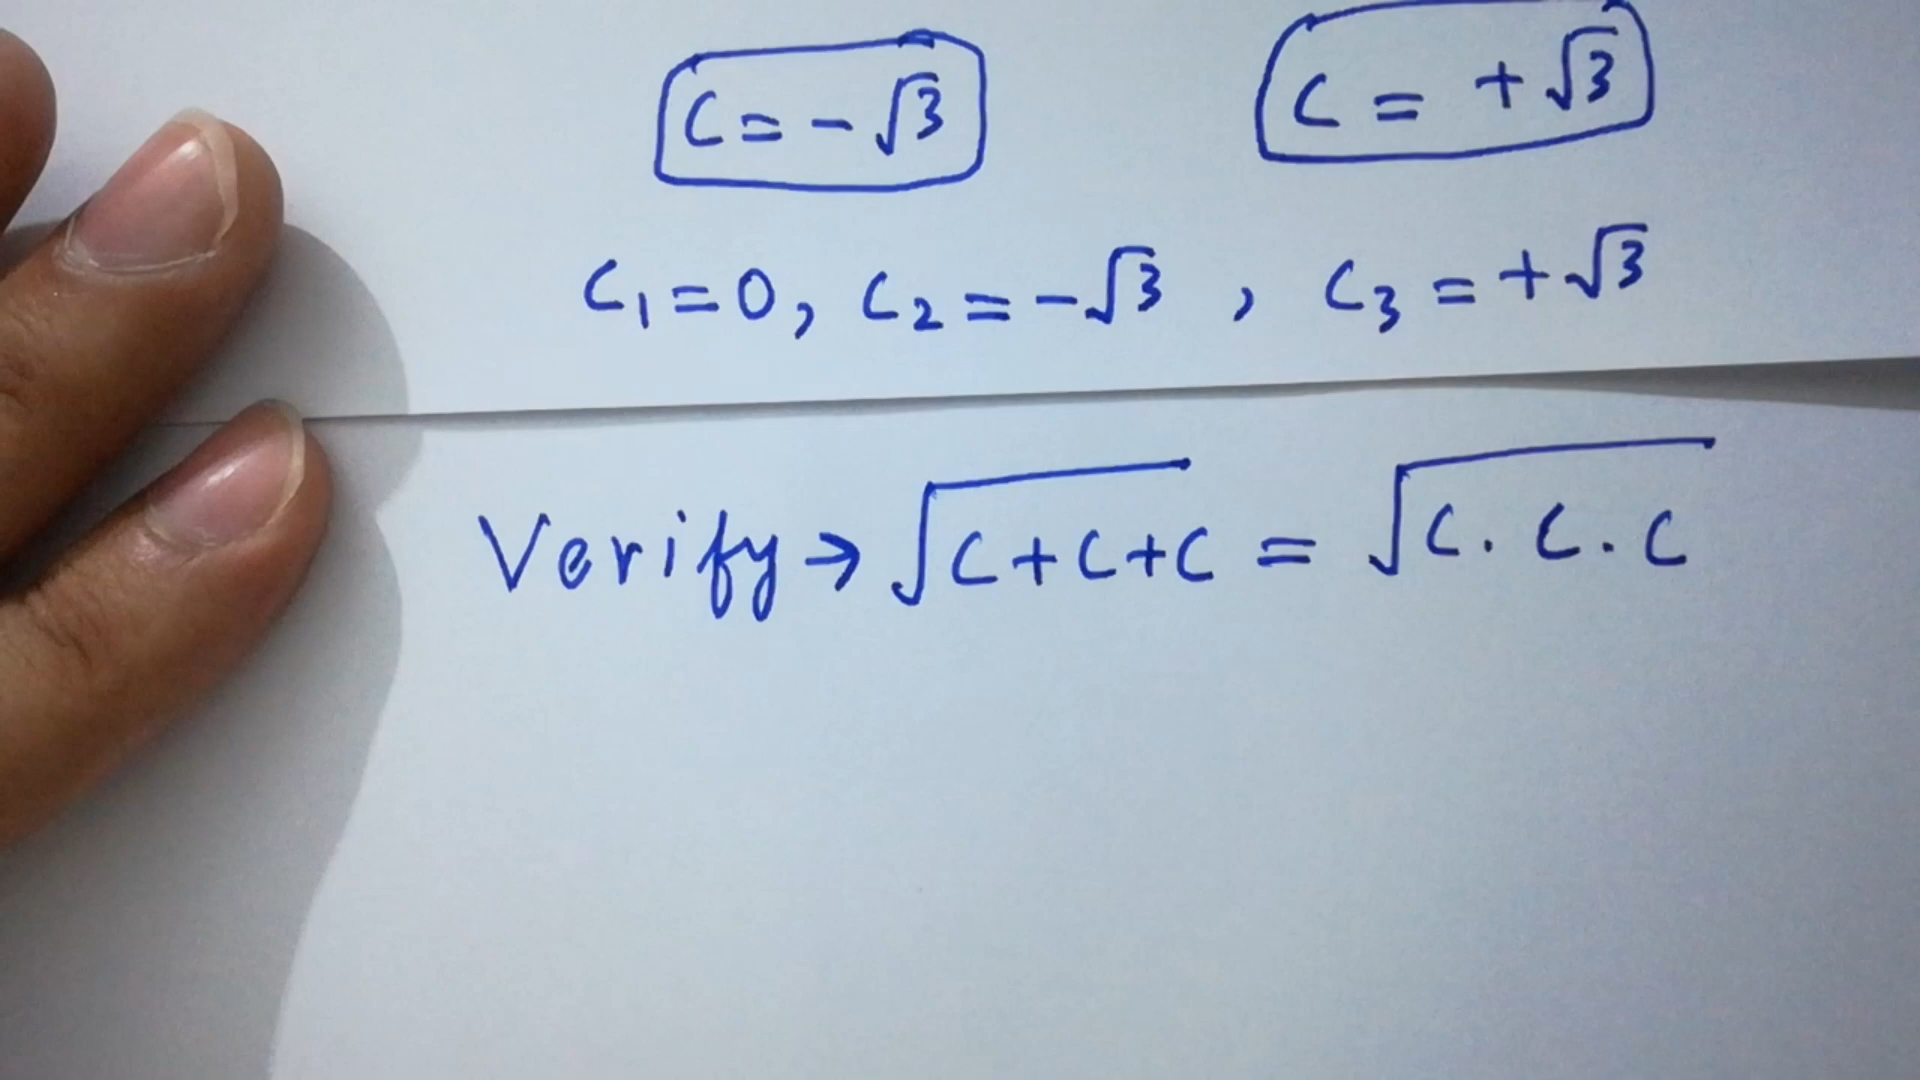 C = - √3    C = + √3
C₁ = 0, C₂ = - √3 , C₃ = + √3
Verify → √(C + C + C) = √(C . C . C)